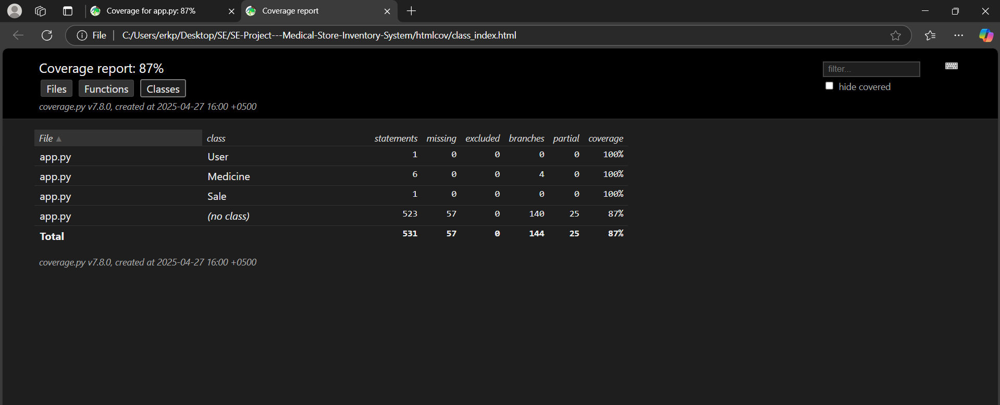 Coverage for app.py: 87%
Coverage report
File
C:/Users/erkp/Desktop/SE/SE-Project---Medical-Store-Inventory-System/htmlcov/class_index.html
Coverage report: 87%
filter...
hide covered
Files Functions Classes
coverage.py v7.8.0, created at 2025-04-27 16:00 +0500
File ▲ class statements missing excluded branches partial coverage
app.py User 1 0 0 0 0 100%
app.py Medicine 6 0 0 4 0 100%
app.py Sale 1 0 0 0 0 100%
app.py (no class) 523 57 0 140 25 87%
Total 531 57 0 144 25 87%
coverage.py v7.8.0, created at 2025-04-27 16:00 +0500